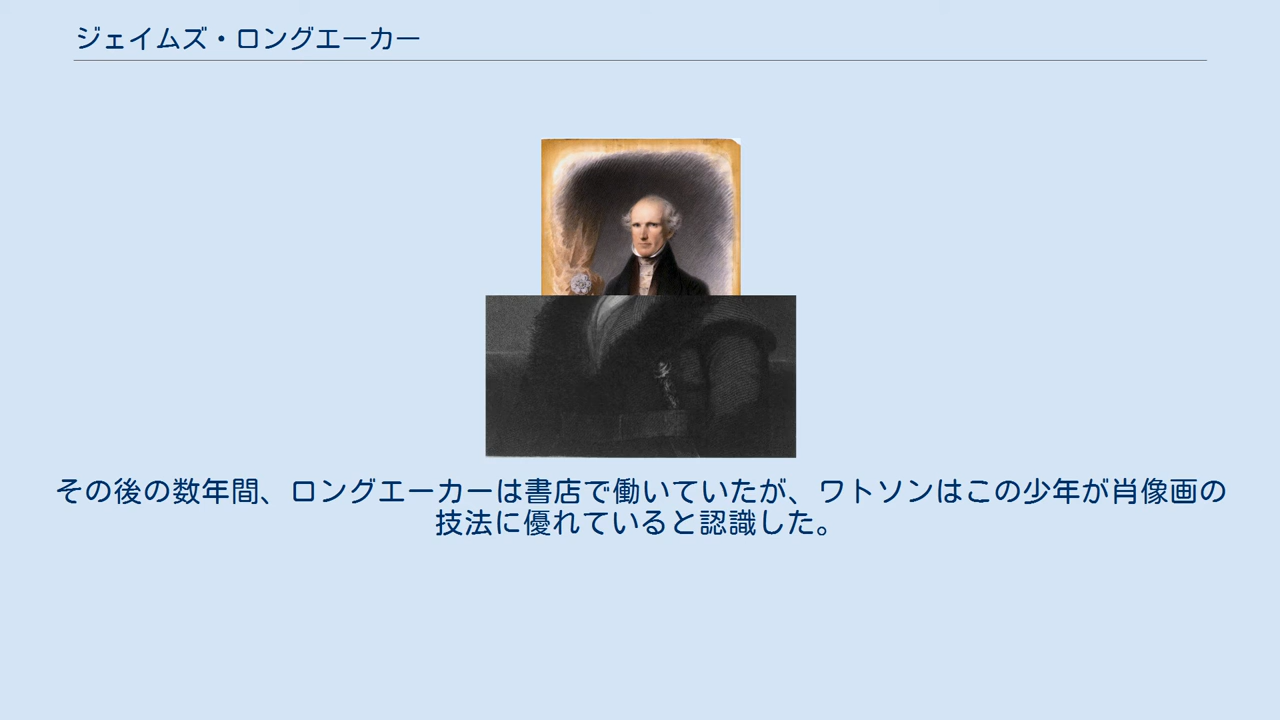 ジェイムズ・ロングエーカー
その後の数年間、ロングエーカーは書店で働いていたが、ワトソンはこの少年が肖像画の
技法に優れていると認識した。